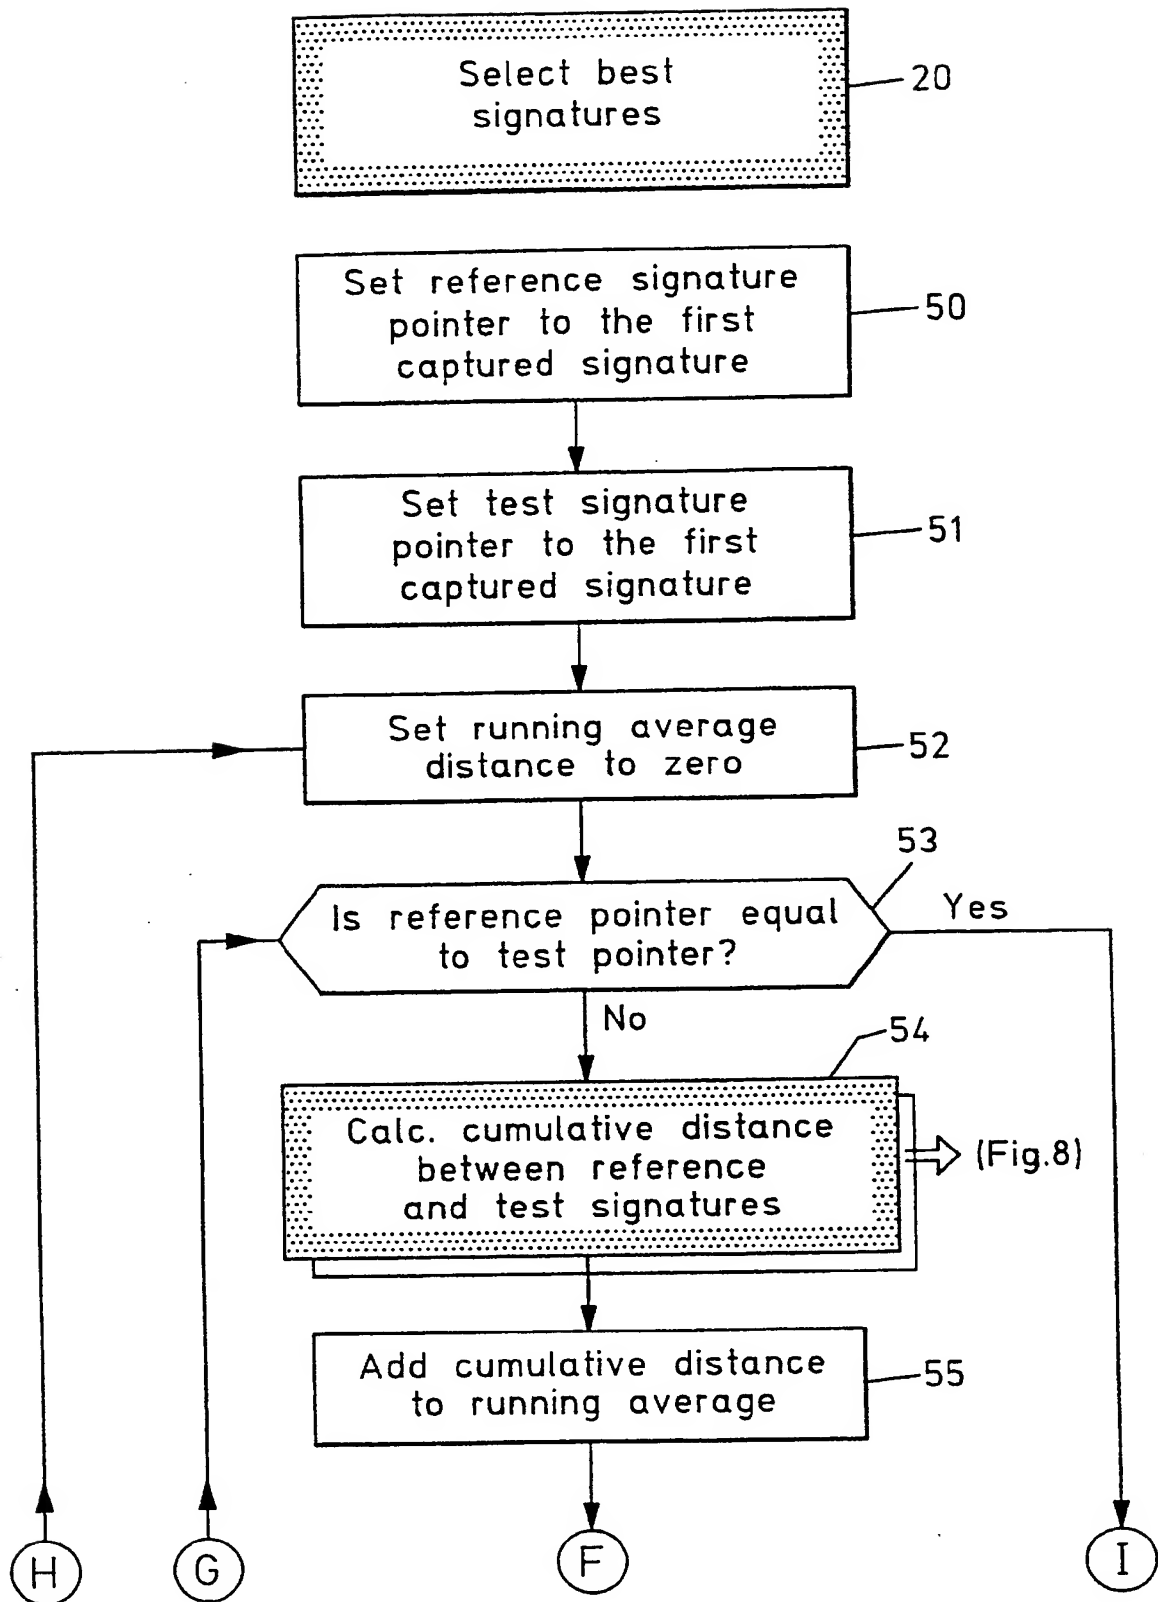 Select best
signatures
20
Set reference signature
pointer to the first
captured signature
50
Set test signature
pointer to the first
captured signature
51
Set running average
distance to zero
52
53
Is reference pointer equal
to test pointer?
Yes
No
54
Calc. cumulative distance
between reference
and test signatures
(Fig.8)
Add cumulative distance
to running average
55
H
G
F
I